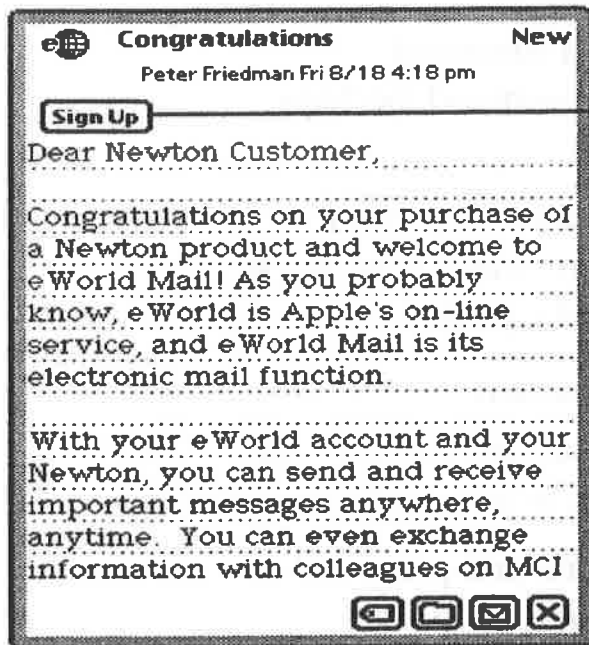 e Congratulations New
Peter Friedman Fri 8/18 4:18 pm
Sign Up
Dear Newton Customer,
Congratulations on your purchase of
a Newton product and welcome to
eWorld Mail! As you probably
know, eWorld is Apple's on-line
service, and eWorld Mail is its
electronic mail function.
With your eWorld account and your
Newton, you can send and receive
important messages anywhere,
anytime.  You can even exchange
information with colleagues on MCI